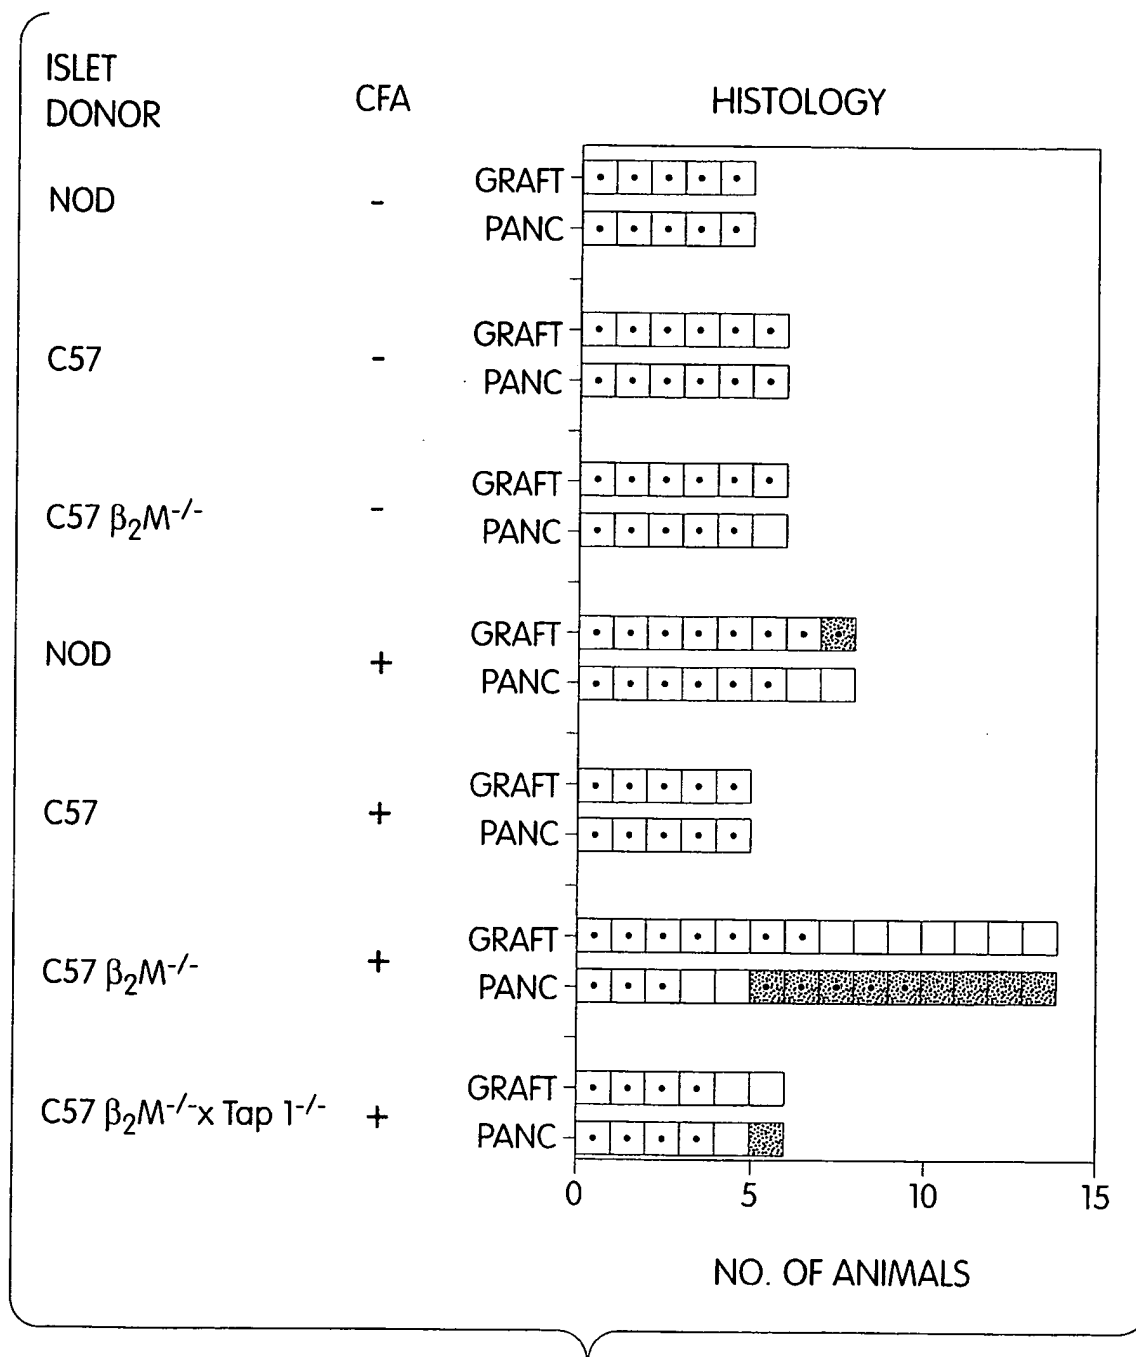 ISLET
DONOR
CFA
HISTOLOGY
NOD
-
GRAFT
PANC
C57
-
GRAFT
PANC
C57 β₂M⁻/⁻
-
GRAFT
PANC
NOD
+
GRAFT
PANC
C57
+
GRAFT
PANC
C57 β₂M⁻/⁻
+
GRAFT
PANC
C57 β₂M⁻/⁻x Tap 1⁻/⁻
+
GRAFT
PANC
0 5 10 15
NO. OF ANIMALS